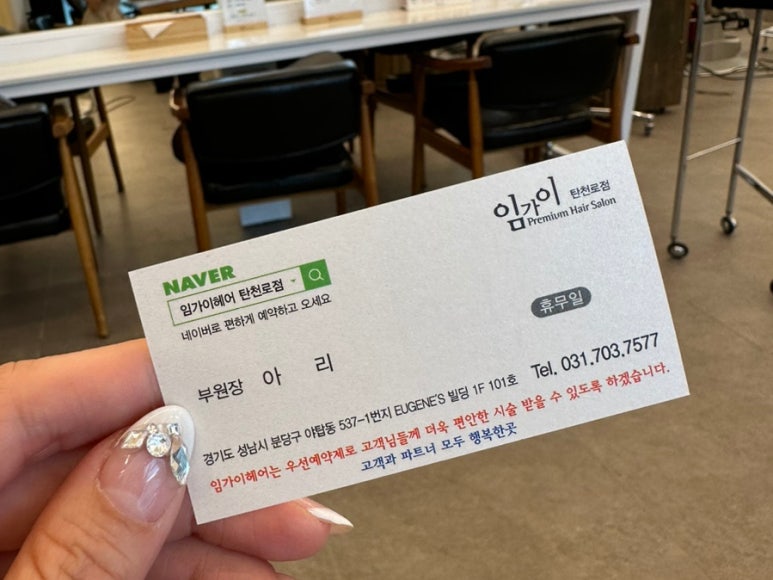 임가이 탄천로점
Premium Hair Salon
NAVER
임가이헤어 탄천로점
네이버로 편하게 예약하고 오세요
휴무일
부원장 아 리
Tel. 031.703.7577
경기도 성남시 분당구 야탑동 537-1번지 EUGENE'S 빌딩 1F 101호
임가이헤어는 우선예약제로 고객님들께 더욱 편안한 시술 받을 수 있도록 하겠습니다.
고객과 파트너 모두 행복한곳